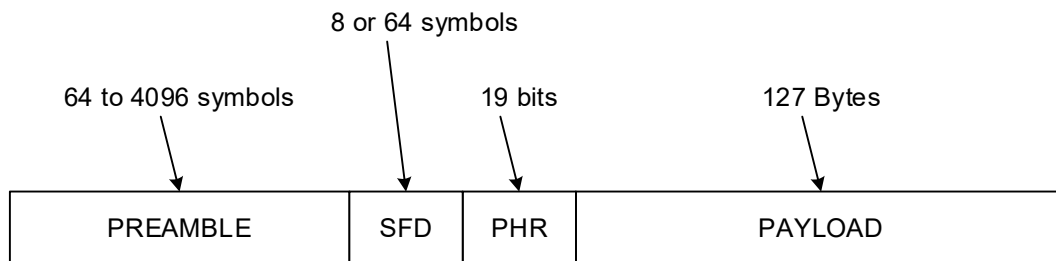 8 or 64 symbols
64 to 4096 symbols
19 bits
127 Bytes
PREAMBLE
SFD
PHR
PAYLOAD